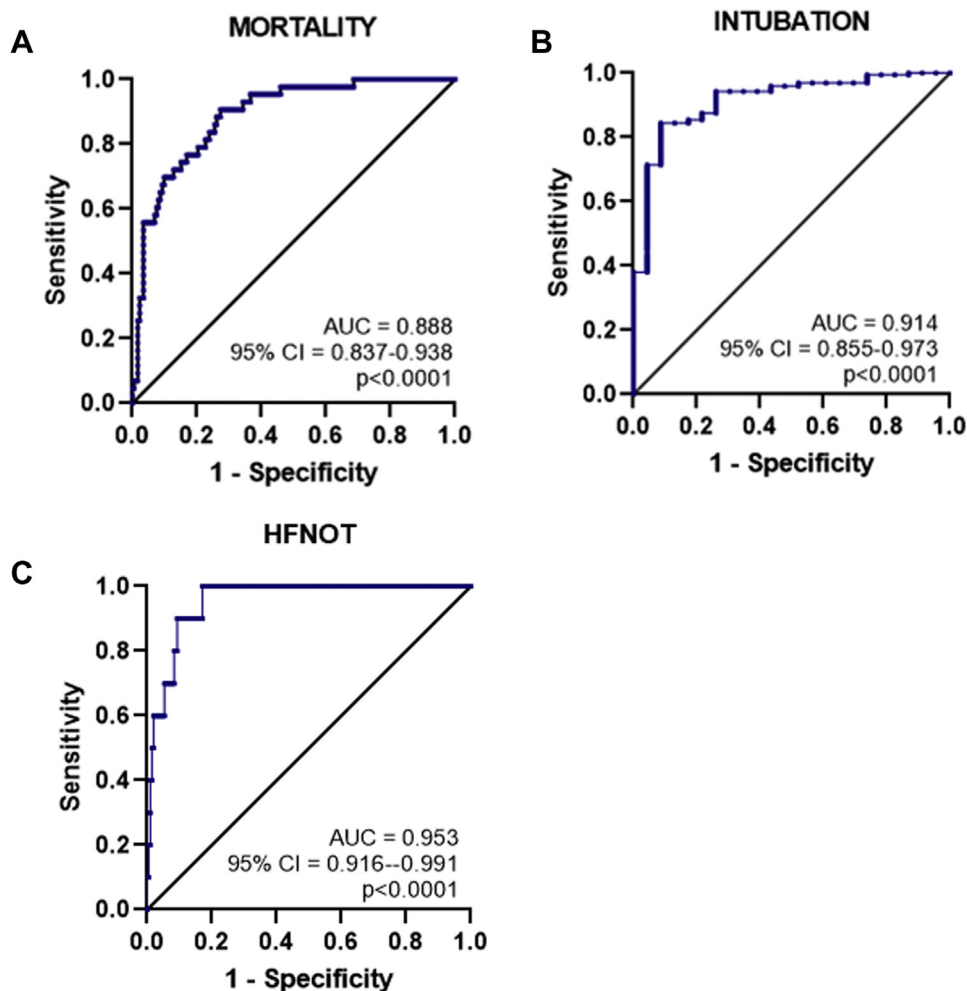 A
MORTALITY
Sensitivity
1.0
0.8
0.6
0.4
0.2
0.0
0.0 0.2 0.4 0.6 0.8 1.0
1 - Specificity
AUC = 0.888
95% CI = 0.837-0.938
p<0.0001
B
INTUBATION
Sensitivity
1.0
0.8
0.6
0.4
0.2
0.0
0.0 0.2 0.4 0.6 0.8 1.0
1 - Specificity
AUC = 0.914
95% CI = 0.855-0.973
p<0.0001
C
HFNOT
Sensitivity
1.0
0.8
0.6
0.4
0.2
0.0
0.0 0.2 0.4 0.6 0.8 1.0
1 - Specificity
AUC = 0.953
95% CI = 0.916--0.991
p<0.0001